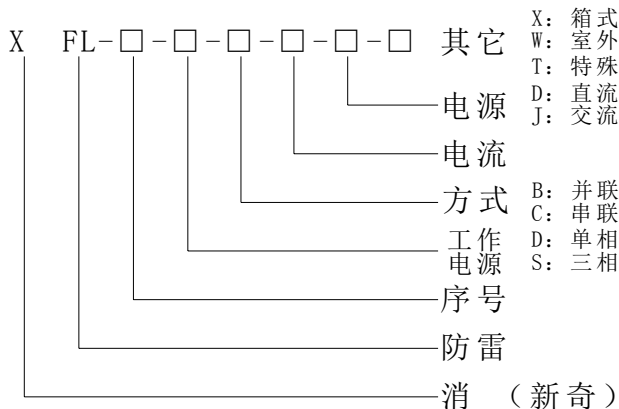 X FL-□-□-□-□-□-□ 其它
X: 箱式
W: 室外
T: 特殊
电源
D: 直流
J: 交流
电流
方式
B: 并联
C: 串联
工作
电源
D: 单相
S: 三相
序号
防雷
消 （新奇）